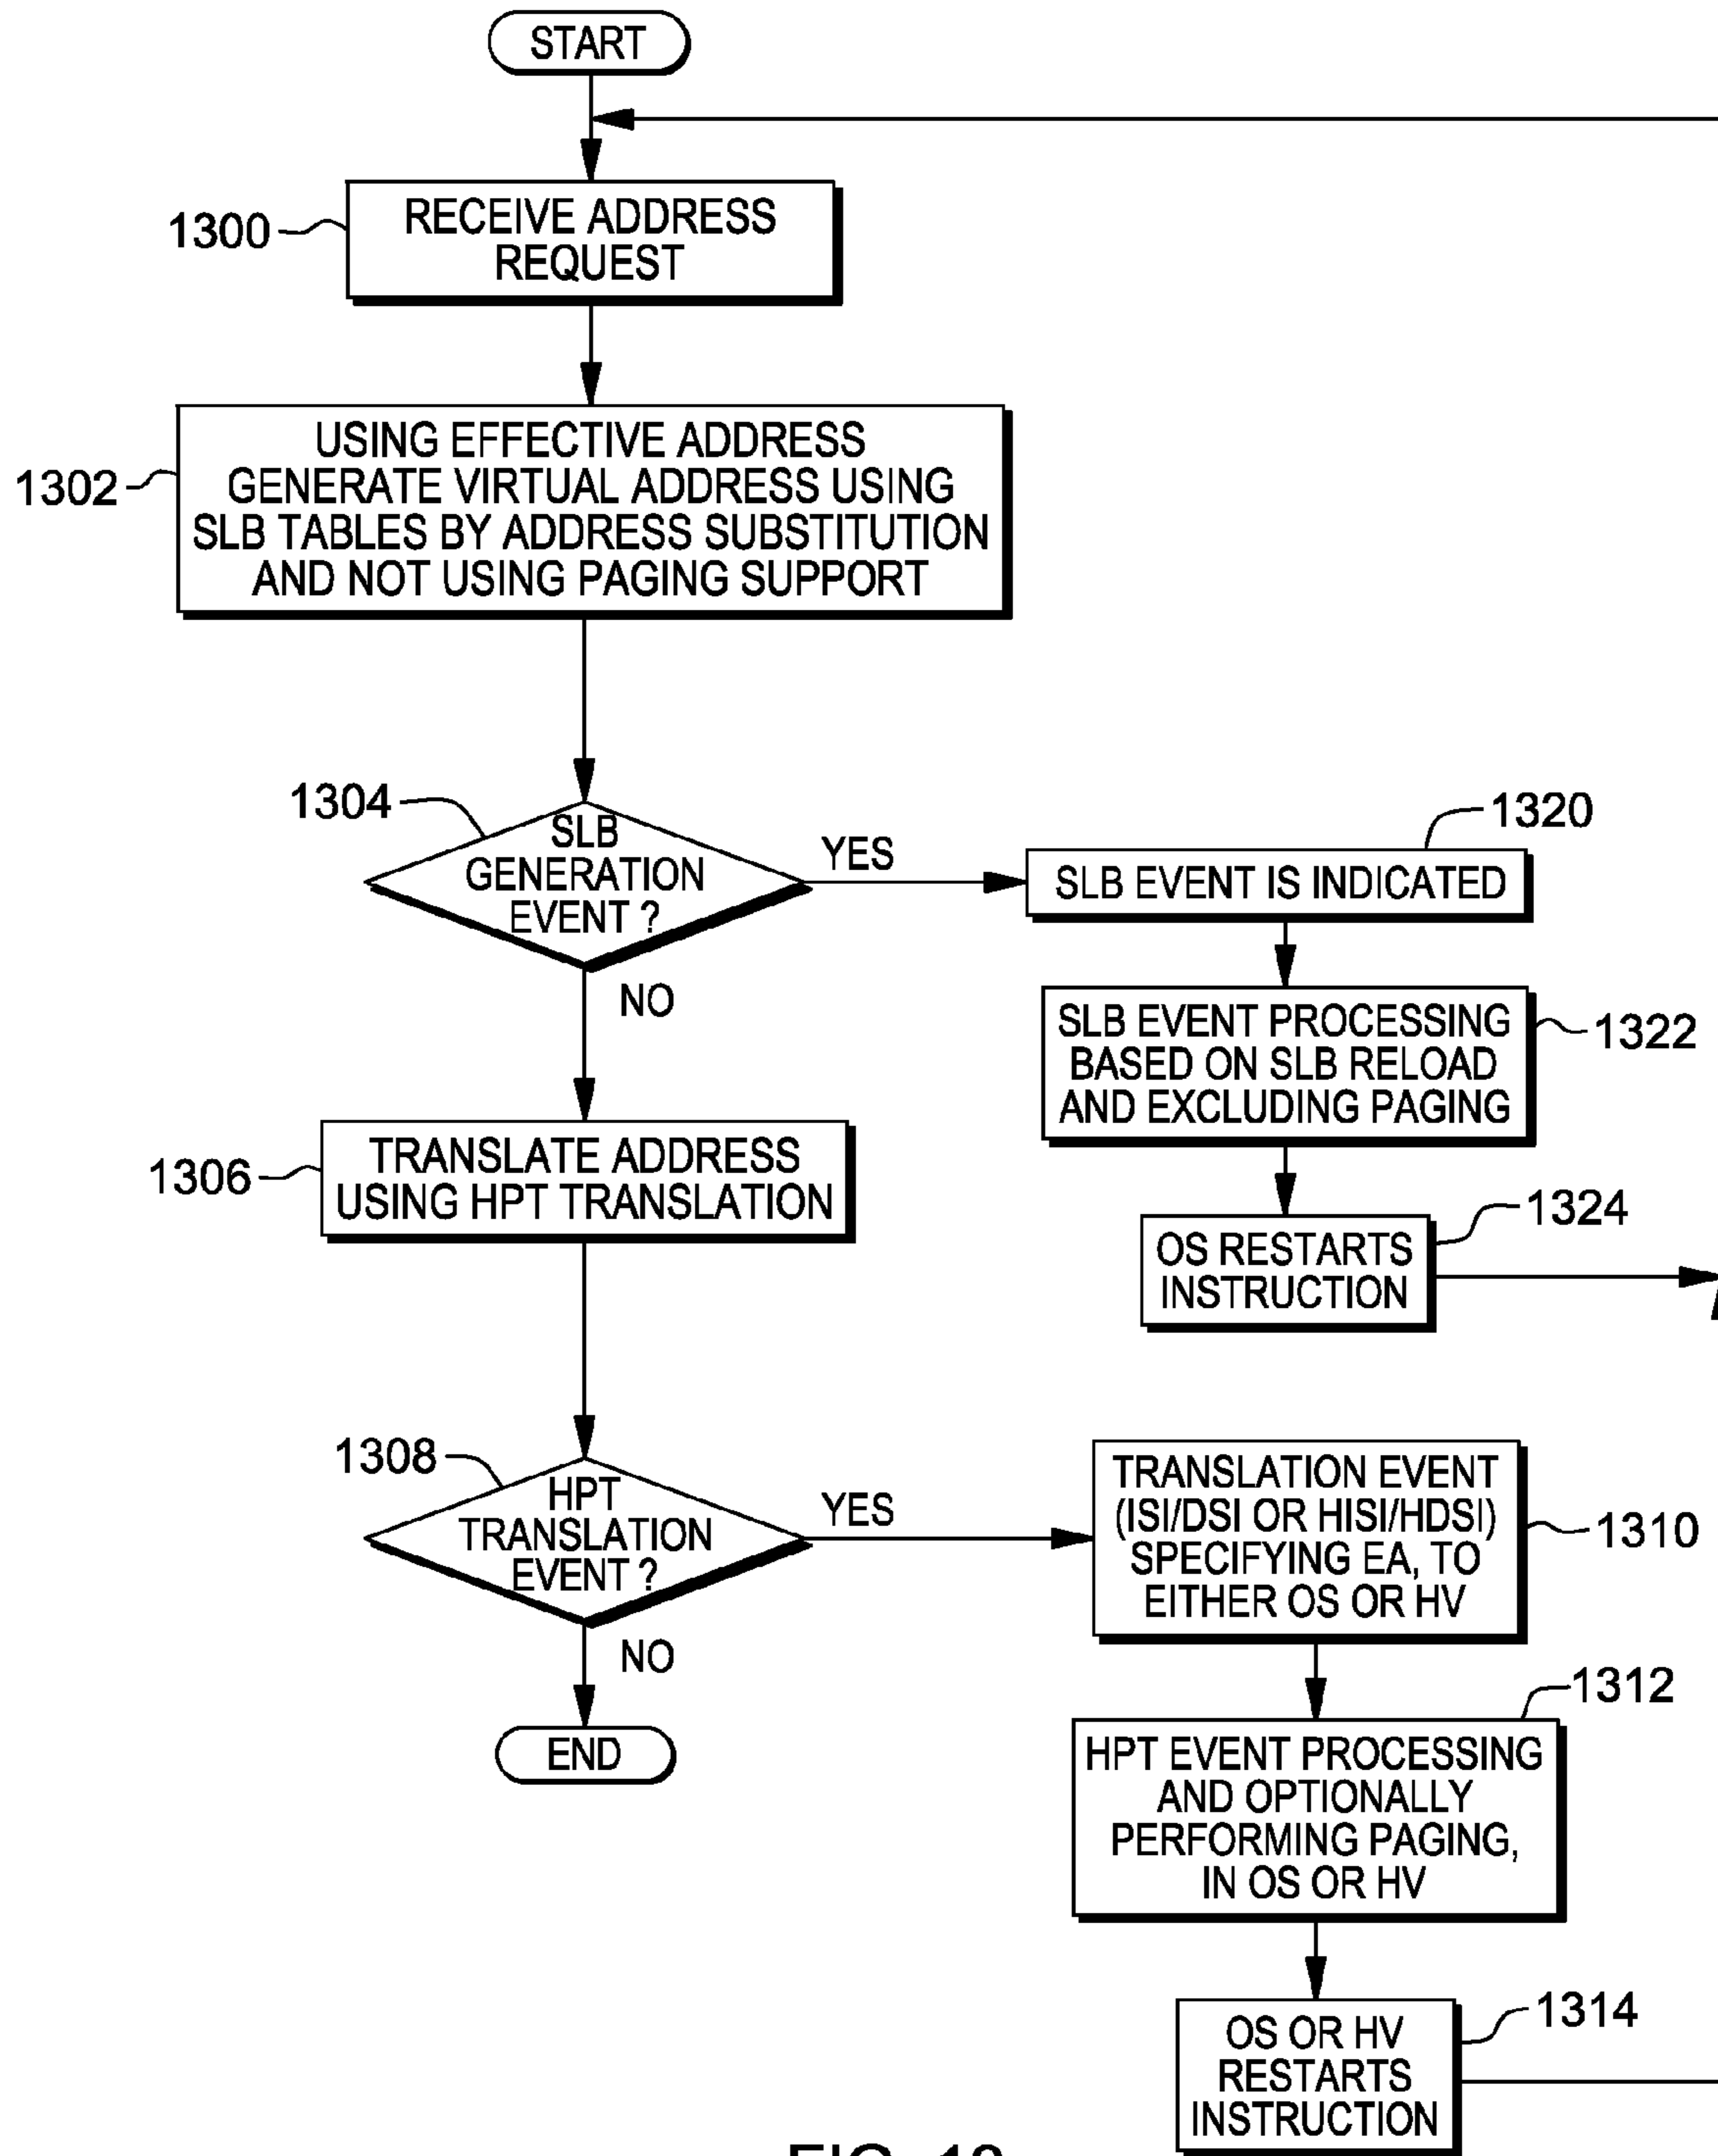 START
1300
RECEIVE ADDRESS
REQUEST
1302
USING EFFECTIVE ADDRESS
GENERATE VIRTUAL ADDRESS USING
SLB TABLES BY ADDRESS SUBSTITUTION
AND NOT USING PAGING SUPPORT
1304
SLB
GENERATION
EVENT ?
YES
NO
1320
SLB EVENT IS INDICATED
SLB EVENT PROCESSING
BASED ON SLB RELOAD
AND EXCLUDING PAGING
1322
1324
OS RESTARTS
INSTRUCTION
1306
TRANSLATE ADDRESS
USING HPT TRANSLATION
1308
HPT
TRANSLATION
EVENT ?
YES
NO
END
TRANSLATION EVENT
(ISI/DSI OR HISI/HDSI)
SPECIFYING EA, TO
EITHER OS OR HV
1310
1312
HPT EVENT PROCESSING
AND OPTIONALLY
PERFORMING PAGING,
IN OS OR HV
1314
OS OR HV
RESTARTS
INSTRUCTION